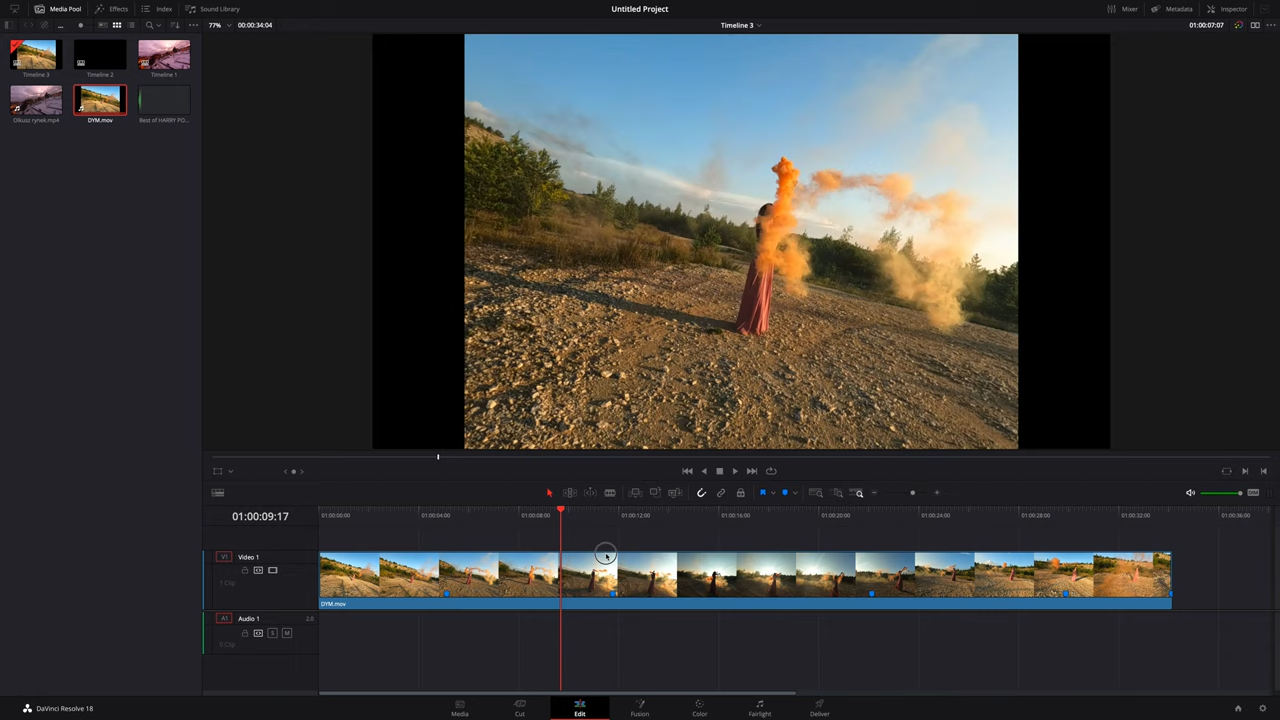 Media Pool Effects Index Sound Library Untitled Project Mixer Metadata Inspector
... 77% 00:00:34:04 Timeline 3 01:00:07:07
Timeline 3 Timeline 2 Timeline 1
Olkusz rynek.mp4 DYM.mov Best of HARRY PO...
01:00:09:17 01:00:00:00 01:00:04:00 01:00:08:00 01:00:12:00 01:00:16:00 01:00:20:00 01:00:24:00 01:00:28:00 01:00:32:00 01:00:36:00
V1 Video 1
1 Clip
DYM.mov
A1 Audio 1 2.0
S M
0 Clip
DaVinci Resolve 18 Media Cut Edit Fusion Color Fairlight Deliver